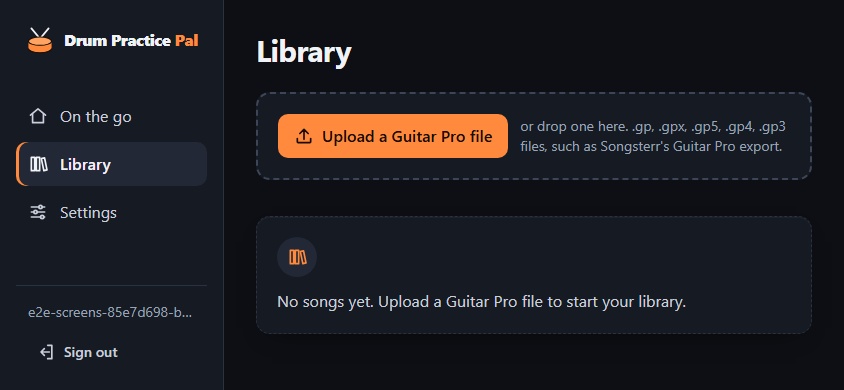 Drum Practice Pal
On the go
Library
Settings
e2e-screens-85e7d698-b...
Sign out
Library
Upload a Guitar Pro file
or drop one here. .gp, .gpx, .gp5, .gp4, .gp3
files, such as Songsterr's Guitar Pro export.
No songs yet. Upload a Guitar Pro file to start your library.